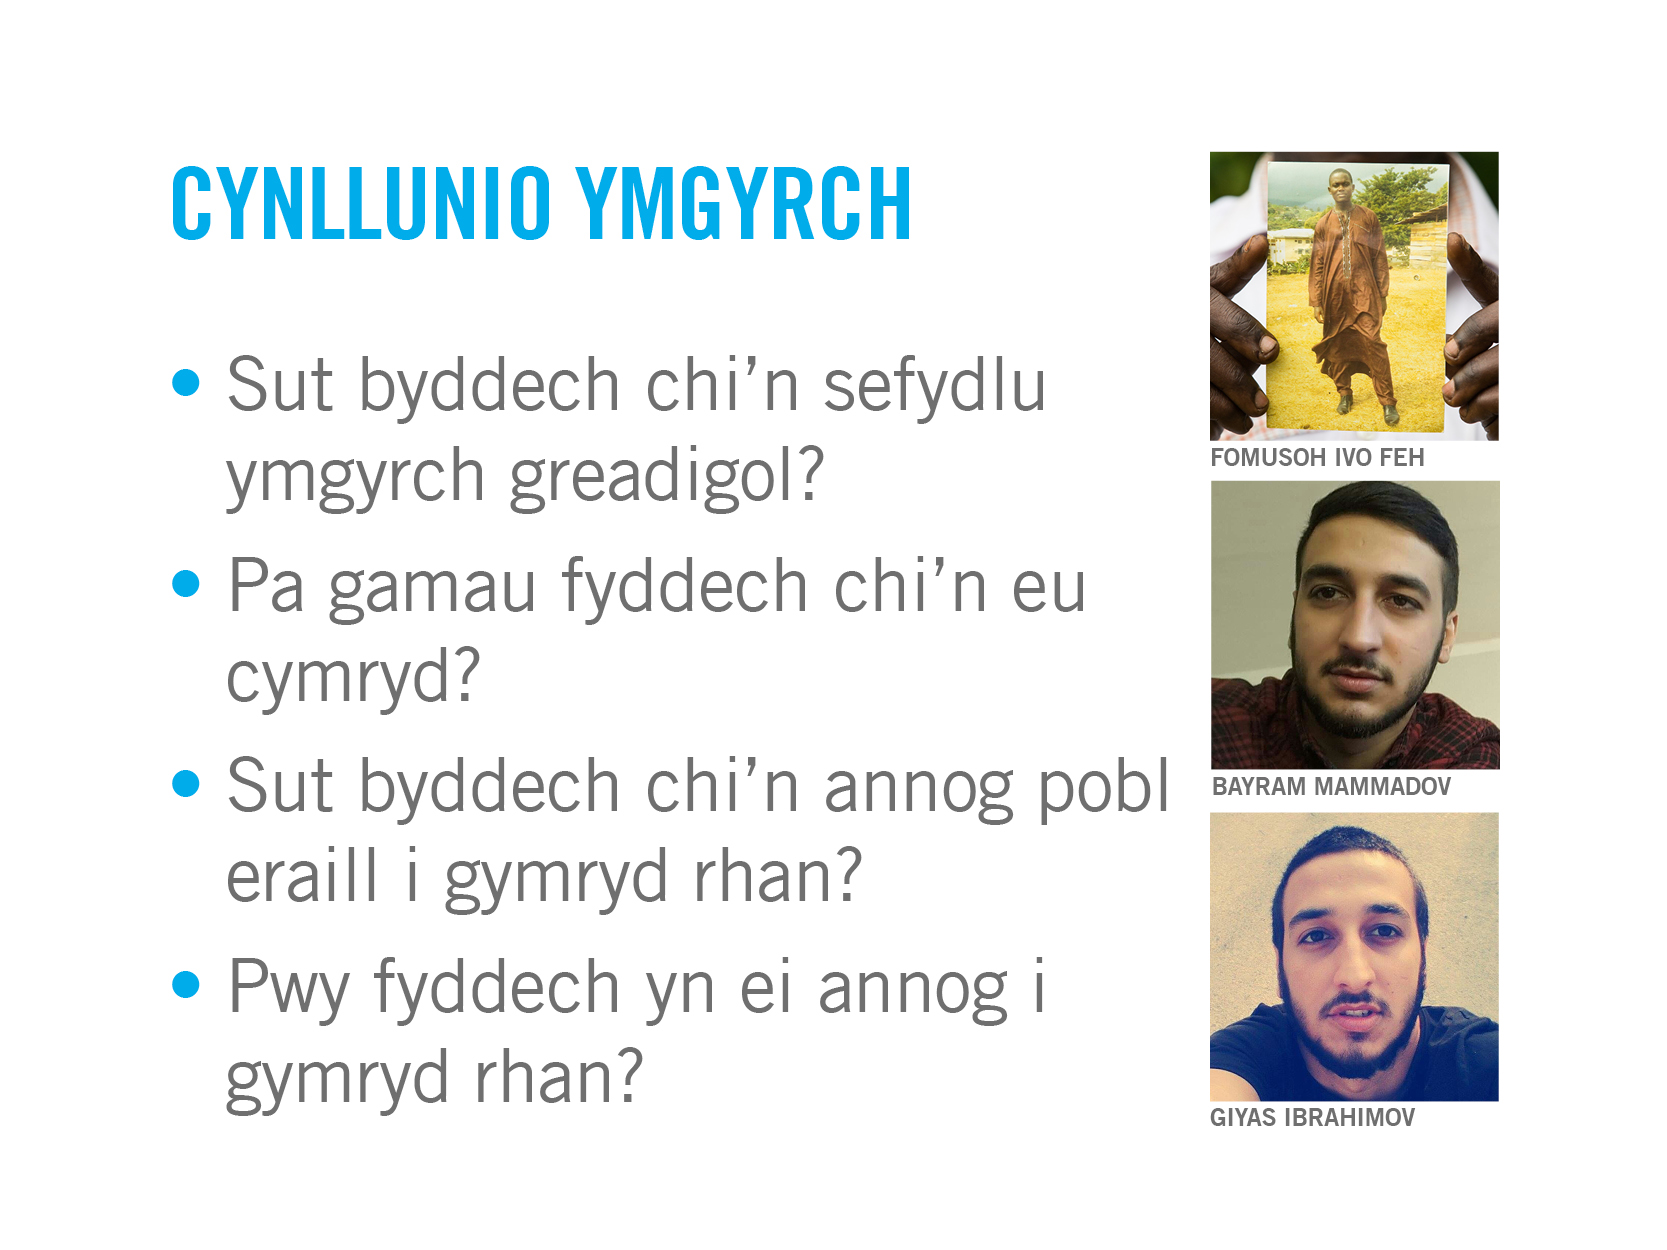 CYNLLUNIO YMGYRCH
• Sut byddech chi’n sefydlu
ymgyrch greadigol?
• Pa gamau fyddech chi’n eu
cymryd?
• Sut byddech chi’n annog pobl
eraill i gymryd rhan?
• Pwy fyddech yn ei annog i
gymryd rhan?
FOMUSOH IVO FEH
BAYRAM MAMMADOV
GIYAS IBRAHIMOV